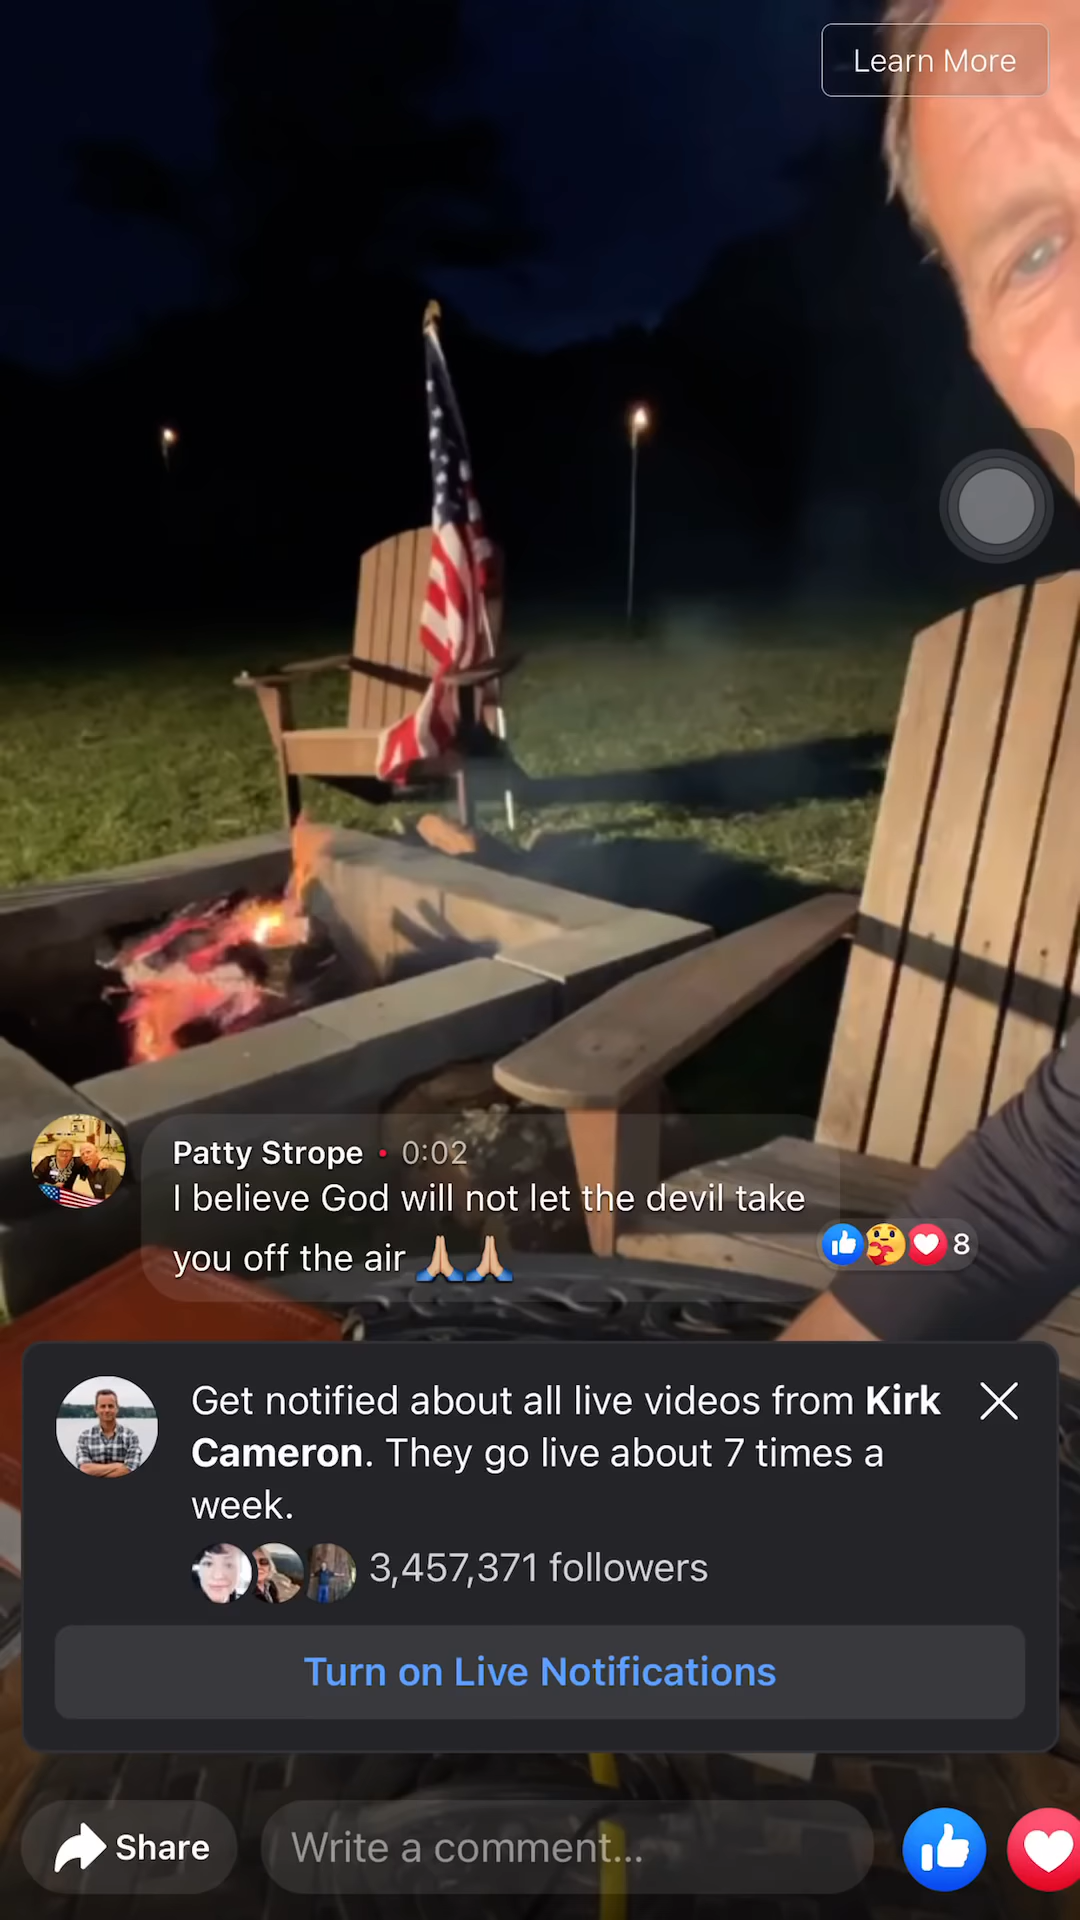 Learn More
Patty Strope • 0:02
I believe God will not let the devil take
you off the air 🙏🏼🙏🏼
8
Get notified about all live videos from Kirk
Cameron. They go live about 7 times a
week.
3,457,371 followers
Turn on Live Notifications
Share
Write a comment...